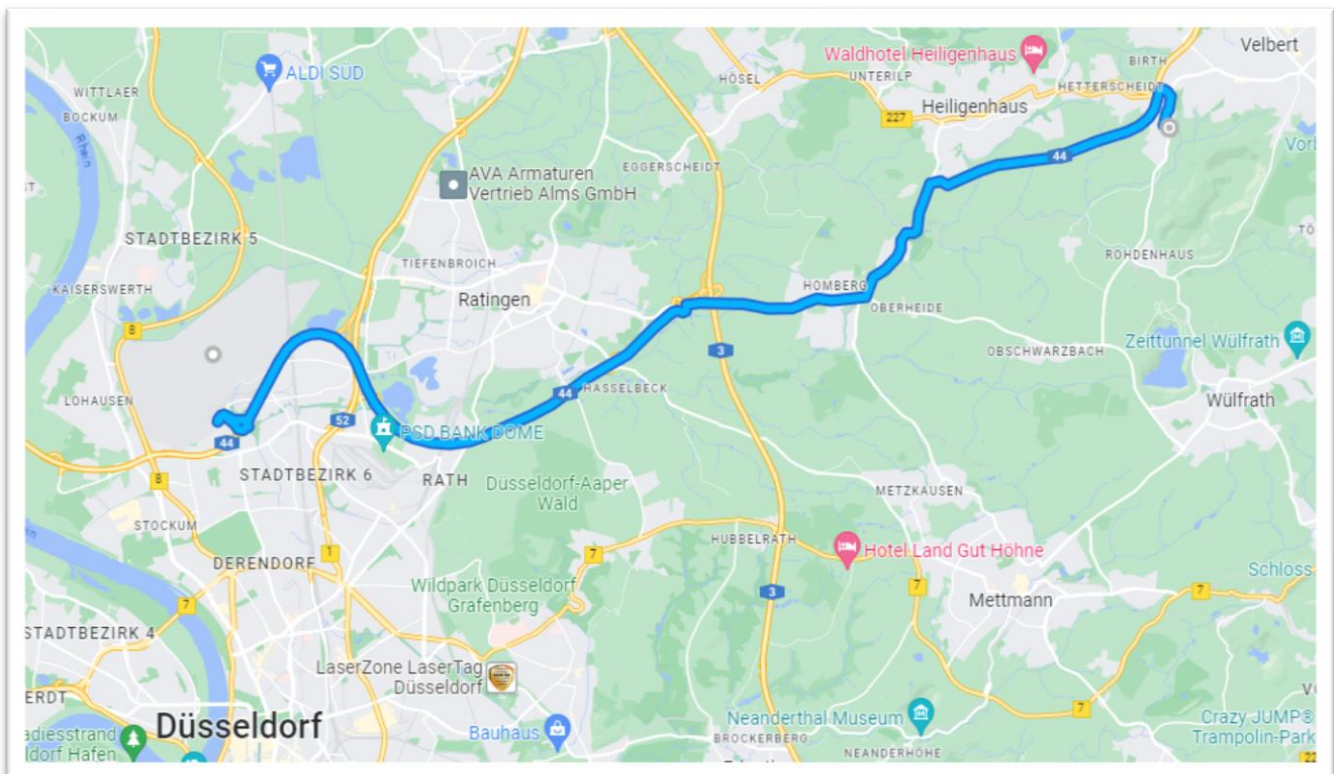 Waldhotel Heiligenhaus
Velbert
BIRTH
ALDI SÜD
HÖSEL
UNTERILP
HETTERSCHEIDT
WITTLAER
Heiligenhaus
BOCKUM
227
44
Rhein
EGGERSCHEIDT
AVA Armaturen
Vertrieb Alms GmbH
STADTBEZIRK 5
TIEFENBROICH
ROHDENHAUS
KAISERSWERTH
Ratingen
HOMBERG
OBERHEIDE
8
Zeittunnel Wülfrath
3
OBSCHWARZBACH
HASSELBECK
44
LOHAUSEN
Wülfrath
52
PSD BANK DOME
44
STADTBEZIRK 6
RATH
8
Düsseldorf-Aaper
Wald
METZKAUSEN
STOCKUM
HUBBELRATH
Hotel Land Gut Höhne
1
7
DERENDORF
Schloss
Wildpark Düsseldorf
Grafenberg
3
7
7
Mettmann
7
STADTBEZIRK 4
LaserZone LaserTag
Düsseldorf
ERDT
7
Düsseldorf
Neanderthal Museum
Crazy JUMP®
Trampolin-Park
Bauhaus
adiesstrand
ldorf Hafen
BROCKERBERG
NEANDERHÖHE